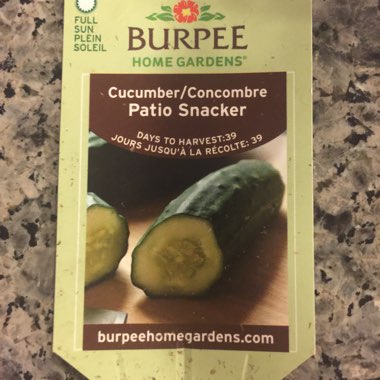 FULL
SUN
PLEIN
SOLEIL
BURPEE
HOME GARDENS®
Cucumber/Concombre
Patio Snacker
DAYS TO HARVEST:39
JOURS JUSQU'À LA RÉCOLTE: 39
burpeehomegardens.com